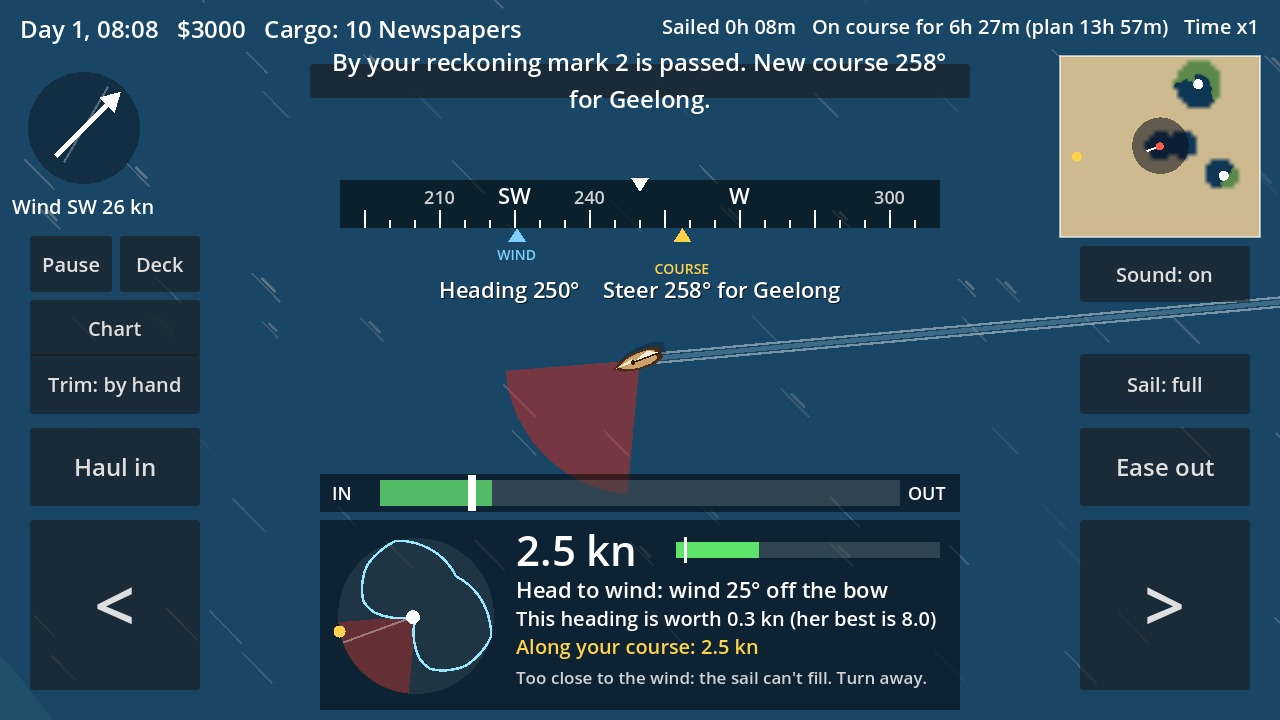 Day 1, 08:08 $3000 Cargo: 10 Newspapers
Sailed 0h 08m On course for 6h 27m (plan 13h 57m) Time x1
By your reckoning mark 2 is passed. New course 258°
for Geelong.
Wind SW 26 kn
210 SW 240 W 300
WIND
COURSE
Heading 250° Steer 258° for Geelong
Pause
Deck
Chart
Trim: by hand
Haul in
<
Sound: on
Sail: full
Ease out
>
IN
OUT
2.5 kn
Head to wind: wind 25° off the bow
This heading is worth 0.3 kn (her best is 8.0)
Along your course: 2.5 kn
Too close to the wind: the sail can't fill. Turn away.